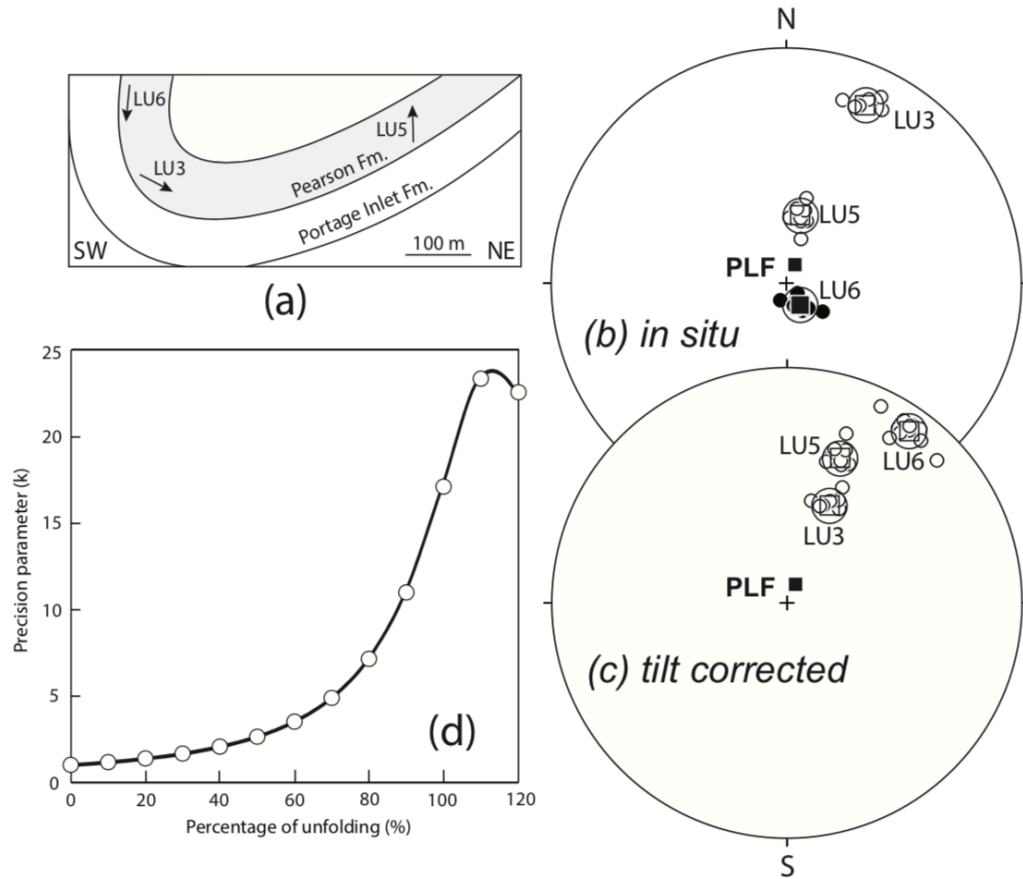 LU6
LU3
LU5
Pearson Fm.
Portage Inlet Fm.
SW
100 m
NE
(a)
N
LU3
LU5
PLF
LU6
(b) in situ
LU5
LU6
LU3
PLF
(c) tilt corrected
S
Precision parameter (k)
25
20
15
10
5
0
0
20
40
60
80
100
120
(d)
Percentage of unfolding (%)